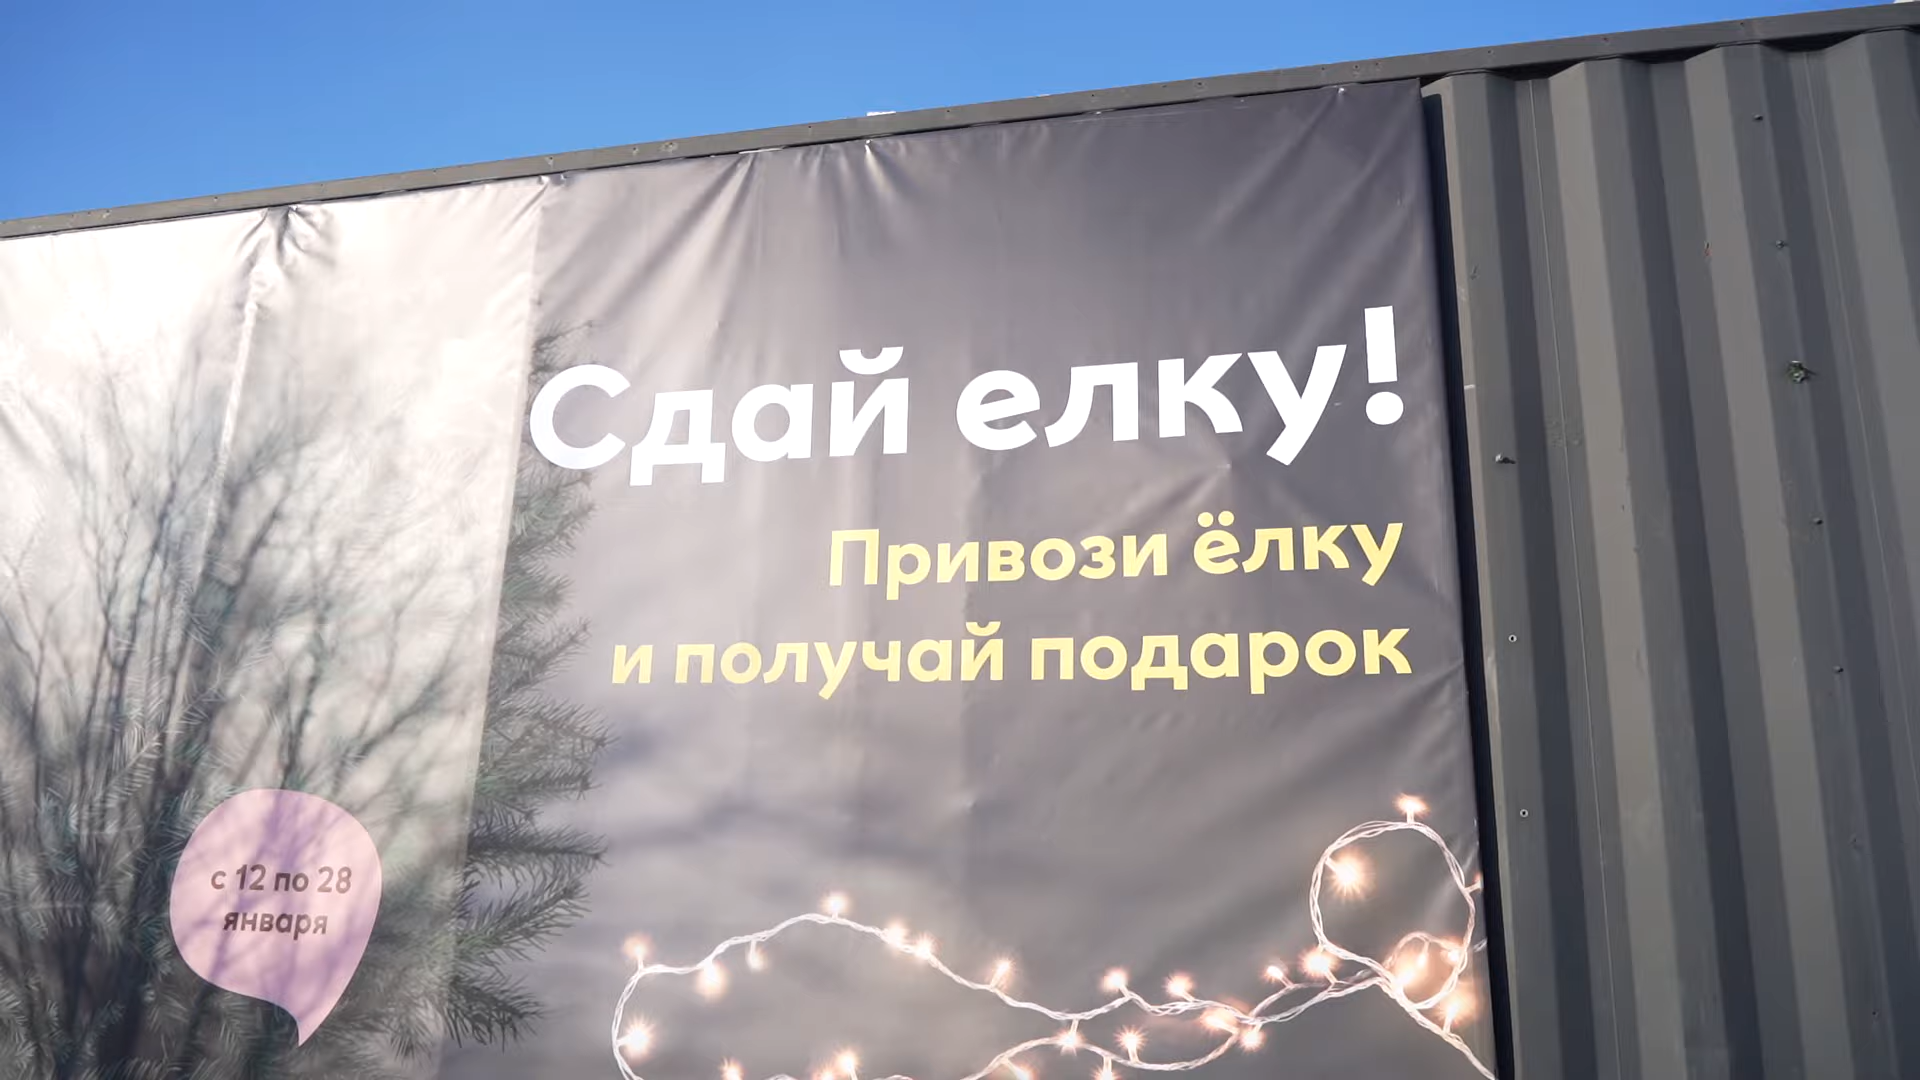 Сдай елку!
Привози ёлку
и получай подарок
с 12 по 28
января